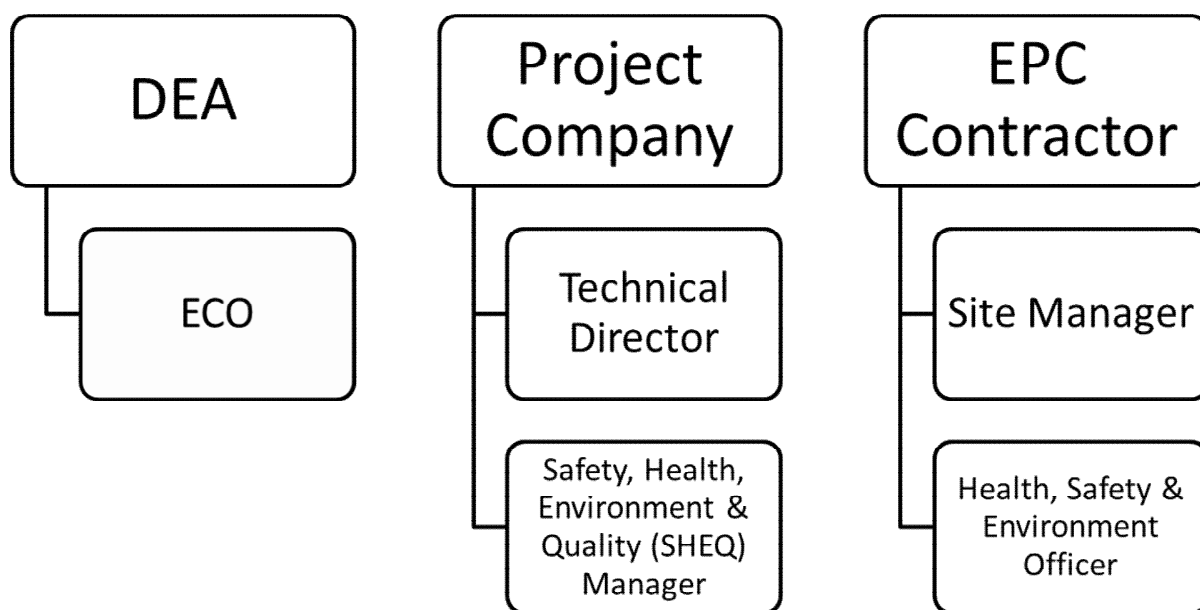 DEA
ECO
Project
Company
Technical
Director
Safety, Health,
Environment &
Quality (SHEQ)
Manager
EPC
Contractor
Site Manager
Health, Safety &
Environment
Officer